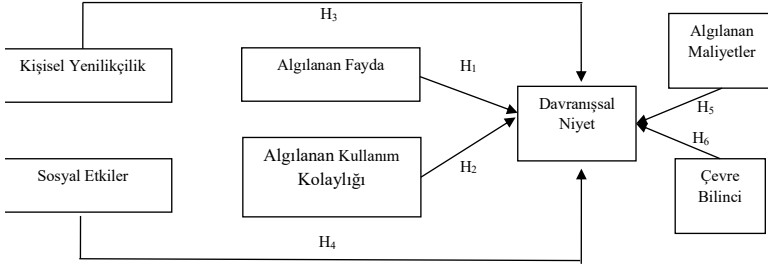 H₃
Kişisel Yenilikçilik
Algılanan Fayda
H₁
Davranışsal
Niyet
Algılanan
Maliyetler
H₅
Sosyal Etkiler
Algılanan Kullanım
Kolaylığı
H₂
H₆
Çevre
Bilinci
H₄